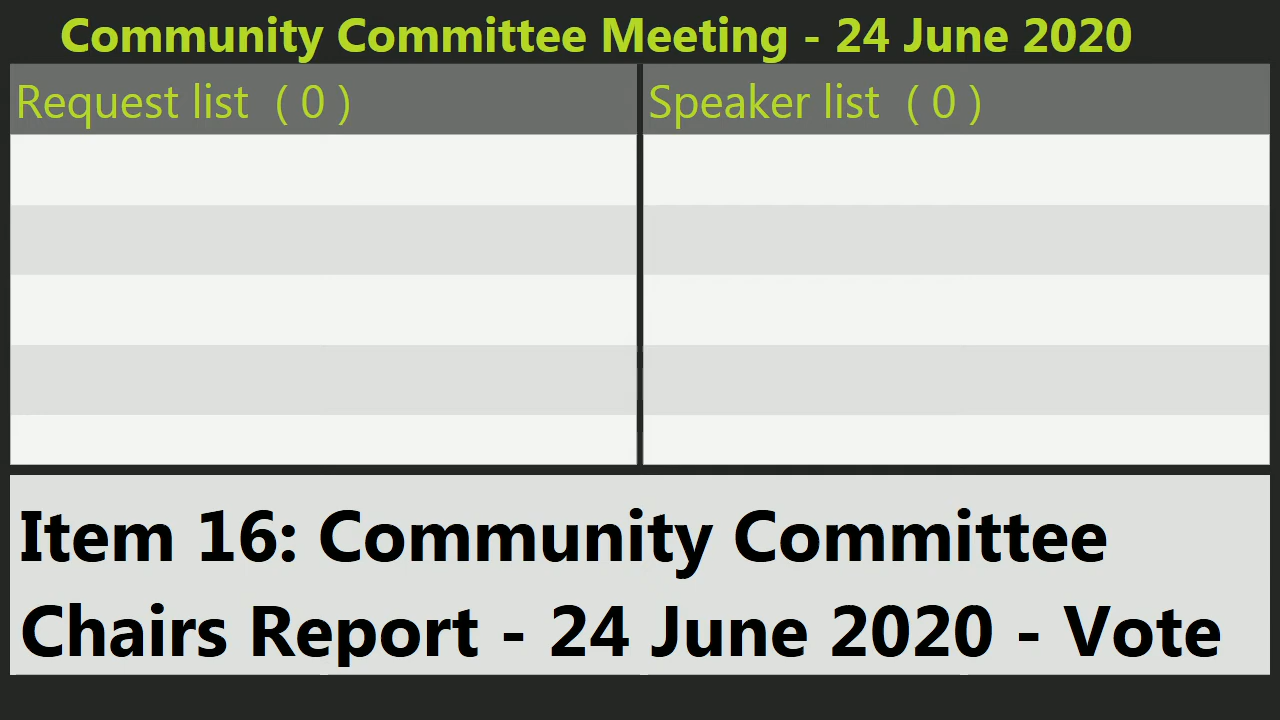 Community Committee Meeting - 24 June 2020
Request list ( 0 )
Speaker list ( 0 )
Item 16: Community Committee
Chairs Report - 24 June 2020 - Vote